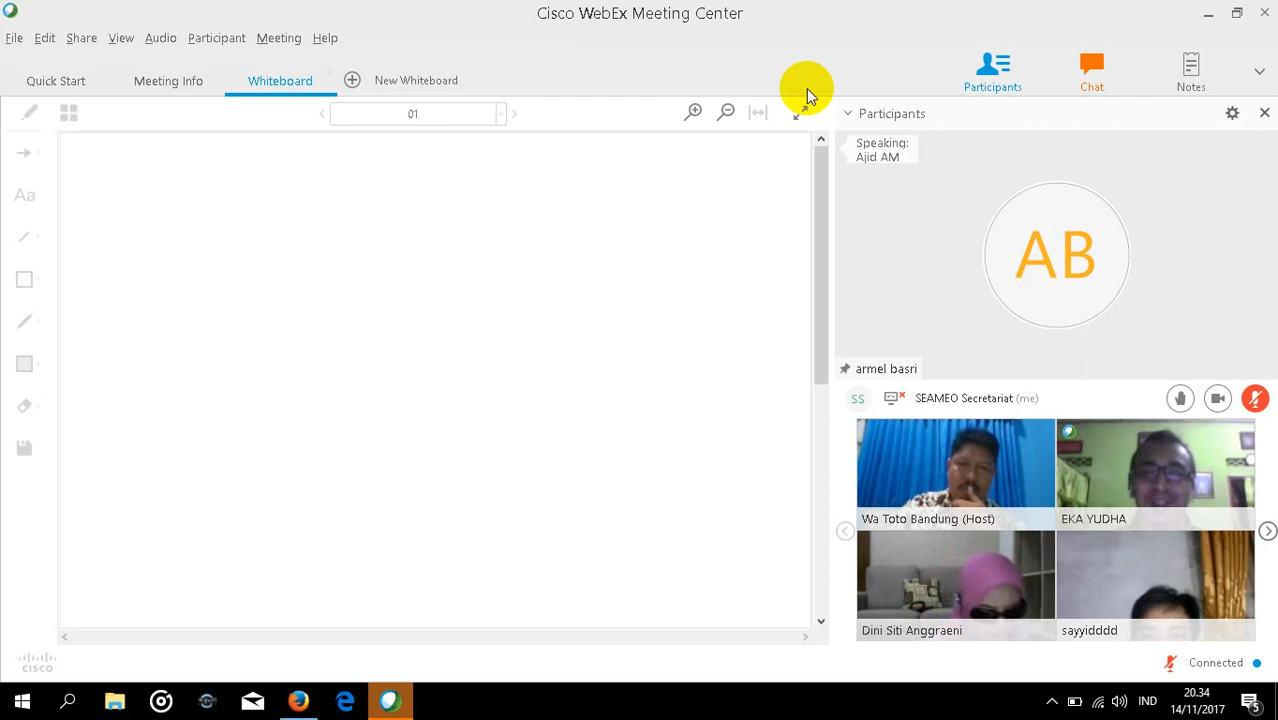 Cisco WebEx Meeting Center
File Edit Share View Audio Participant Meeting Help
Quick Start Meeting Info Whiteboard New Whiteboard
Participants Chat Notes
01
Participants
Speaking:
Ajid AM
AB
armel basri
SS SEAMEO Secretariat (me)
Wa Toto Bandung (Host) EKA YUDHA
Dini Siti Anggraeni sayyidddd
Aa
CISCO
Connected
IND
20.34
14/11/2017
5